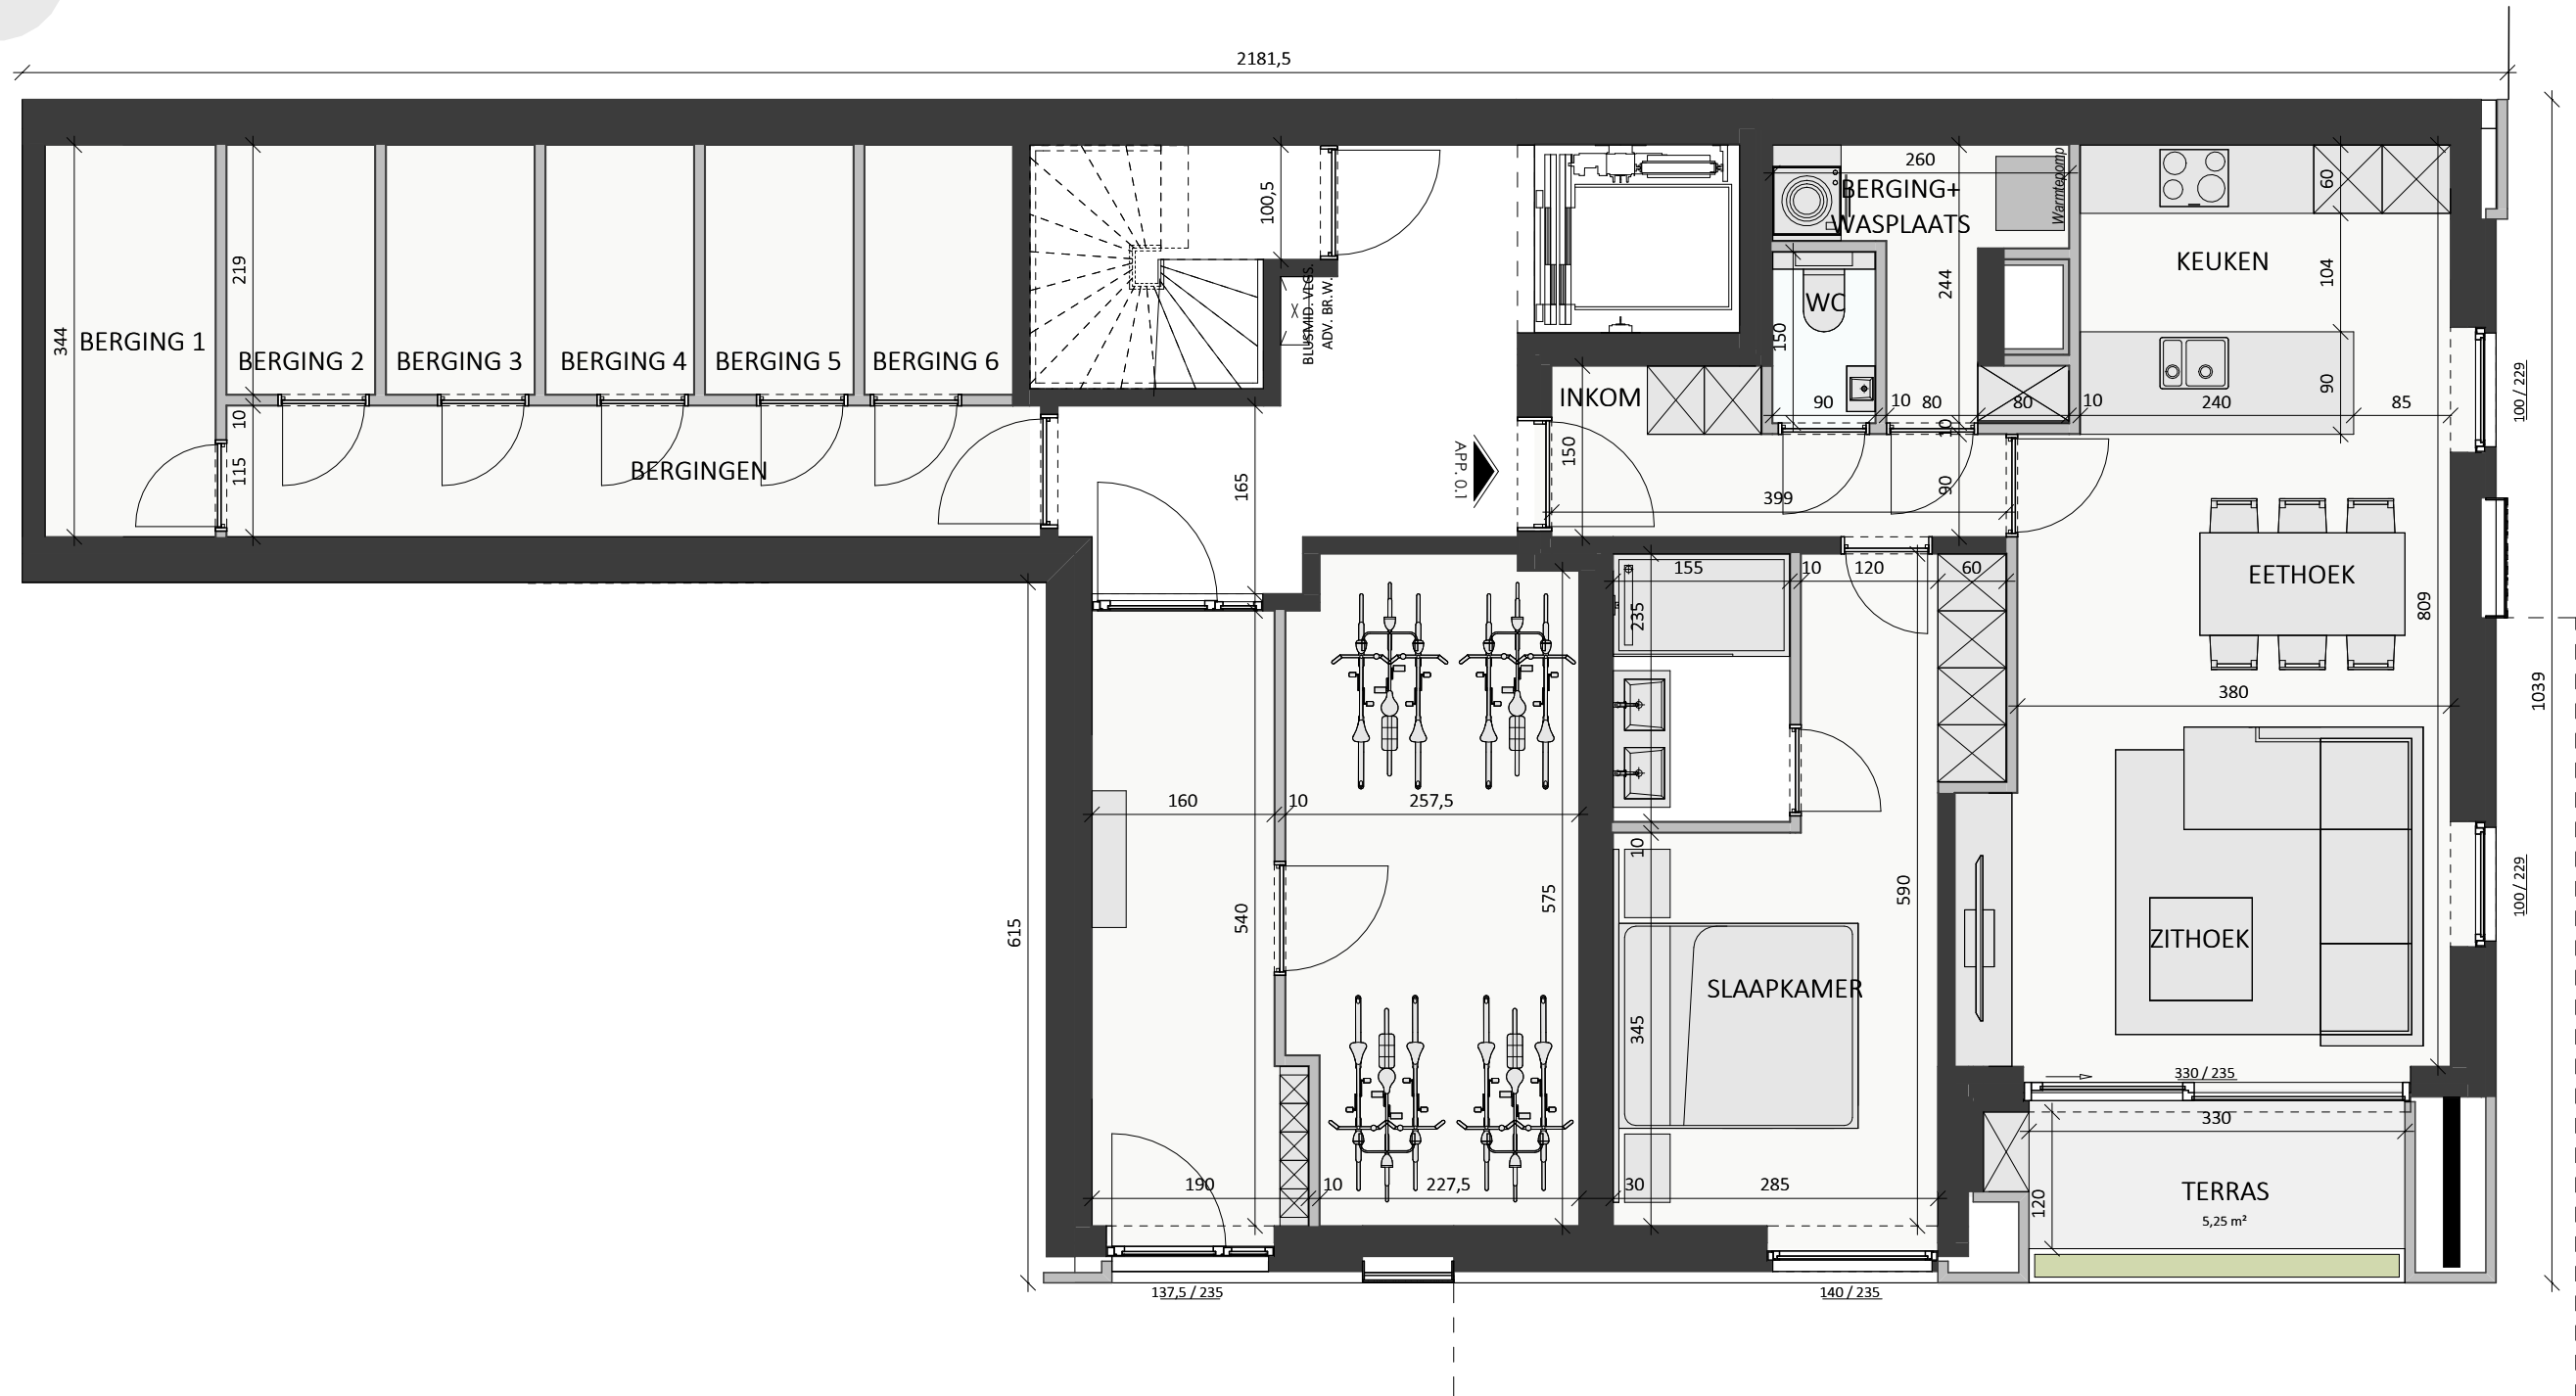 2181,5
260
BERGING+
WASPLAATS
Warmtepomp
60
KEUKEN
104
100,5
219
244
WC
150
BLUSMID. VLGS.
ADV. BR.W.
344
BERGING 1
BERGING 2
BERGING 3
BERGING 4
BERGING 5
BERGING 6
INKOM
90
10
80
80
10
240
90
85
100 / 229
10
115
BERGINGEN
165
APP. 0.1
150
399
10
90
155
10
120
60
EETHOEK
235
809
380
1039
160
10
257,5
10
615
540
575
590
100 / 229
ZITHOEK
SLAAPKAMER
345
330 / 235
330
190
10
227,5
30
285
120
TERRAS
5,25 m²
137,5 / 235
140 / 235